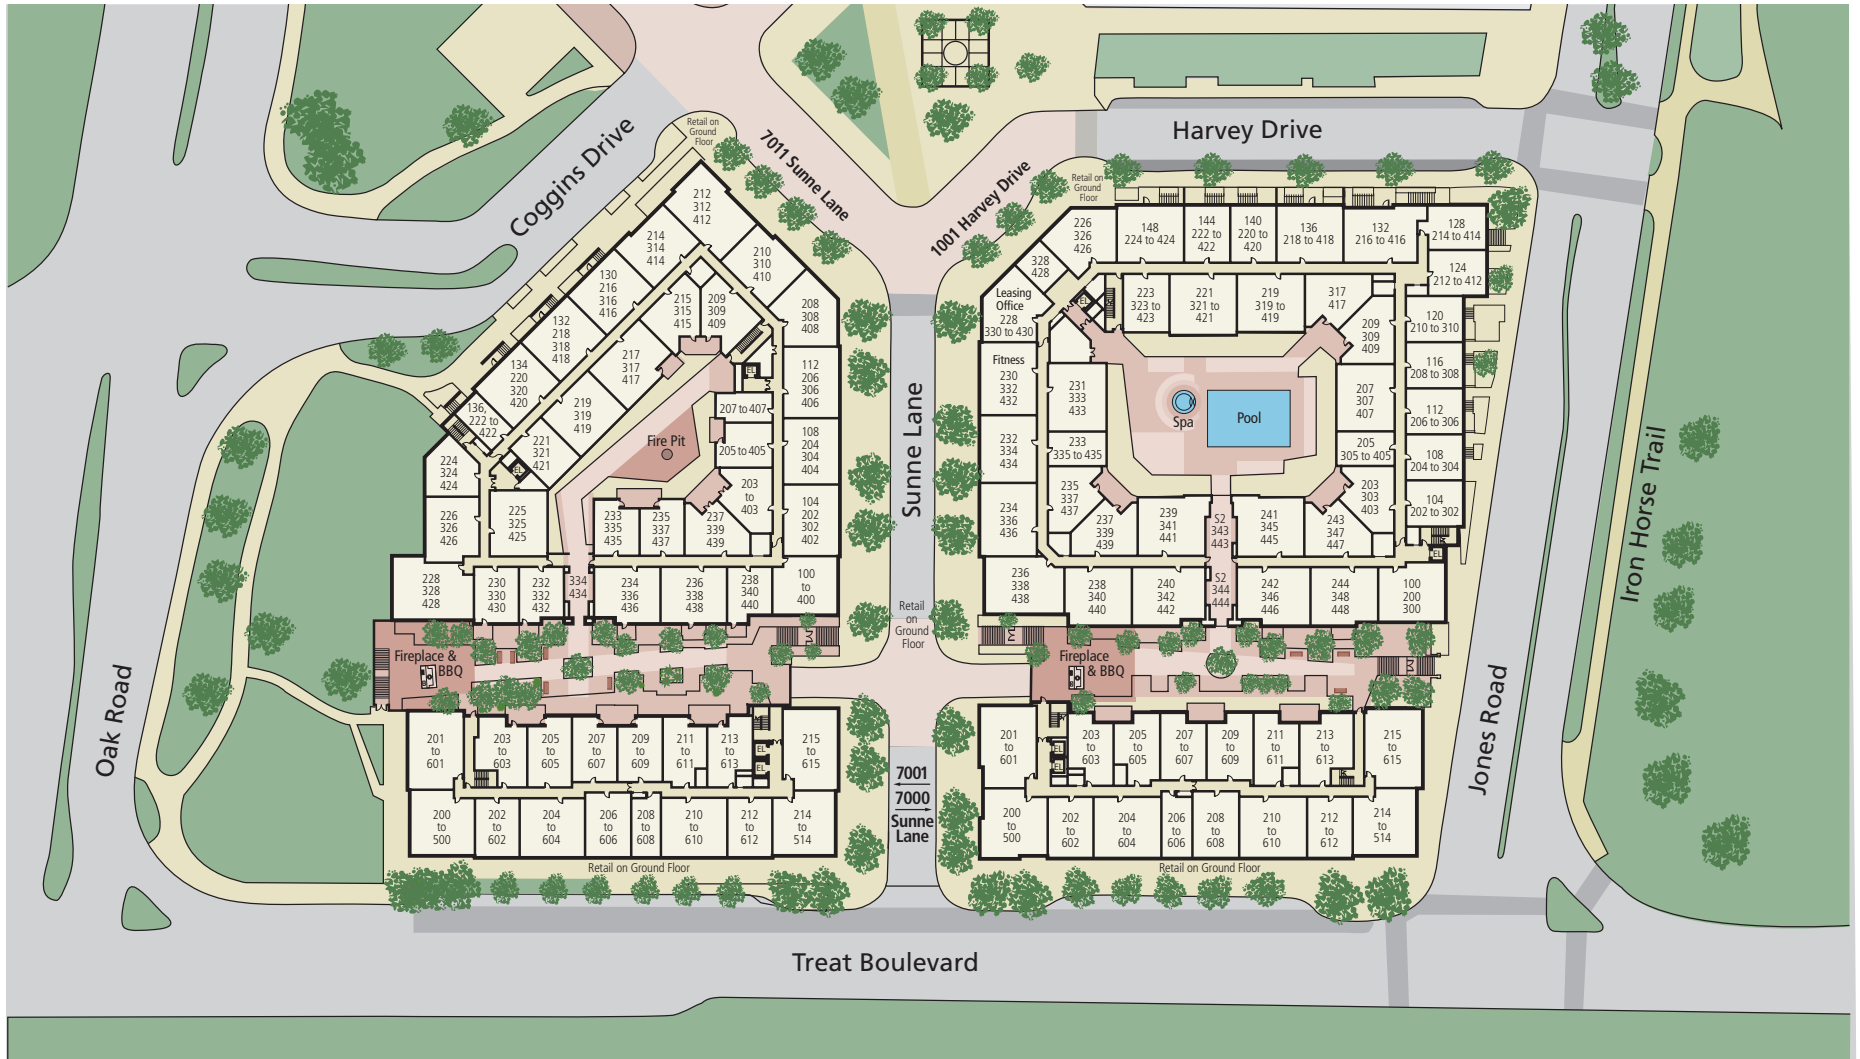 Retail on
Ground
Floor
Coggins Drive
7011 Sunne Lane
1001 Harvey Drive
Harvey Drive
Retail on
Ground
Floor
212
312
412
214
314
414
210
310
410
130
216
316
416
215
315
415
209
309
409
208
308
408
132
218
318
418
217
317
417
EL
112
206
306
406
134
220
320
420
219
319
419
207 to 407
136,
222 to
422
221
321
421
EL
Fire Pit
205 to 405
108
204
304
404
224
324
424
203
to
403
104
202
302
402
226
326
426
225
325
425
233
335
435
235
337
437
237
339
439
228
328
428
230
330
430
232
332
432
334
434
234
336
436
236
338
438
238
340
440
100
to
400
Fireplace &
BBQ
201
to
601
203
to
603
205
to
605
207
to
607
209
to
609
211
to
611
213
to
613
EL
EL
215
to
615
200
to
500
202
to
602
204
to
604
206
to
606
208
to
608
210
to
610
212
to
612
214
to
514
Retail on Ground Floor
Sunne Lane
Retail
on
Ground
Floor
7001
7000
Sunne
Lane
226
326
426
148
224 to 424
144
222 to
422
140
220 to
420
136
218 to 418
132
216 to 416
128
214 to 414
328
428
124
212 to 412
Leasing
Office
228
330 to 430
EL
223
323 to
423
221
321 to
421
219
319 to
419
317
417
209
309
409
120
210 to 310
Fitness
230
332
432
231
333
433
Spa
Pool
207
307
407
116
208 to 308
112
206 to 306
232
334
434
233
335 to 435
205
305 to 405
108
204 to 304
234
336
436
235
337
437
237
339
439
239
341
441
S2
343
443
241
345
445
243
347
447
203
303
403
104
202 to 302
EL
236
338
438
238
340
440
240
342
442
S2
344
444
242
346
446
244
348
448
100
200
300
Fireplace
& BBQ
201
to
601
EL
EL
203
to
603
205
to
605
207
to
607
209
to
609
211
to
611
213
to
613
215
to
615
200
to
500
202
to
602
204
to
604
206
to
606
208
to
608
210
to
610
212
to
612
214
to
514
Retail on Ground Floor
Oak Road
Jones Road
Iron Horse Trail
Treat Boulevard